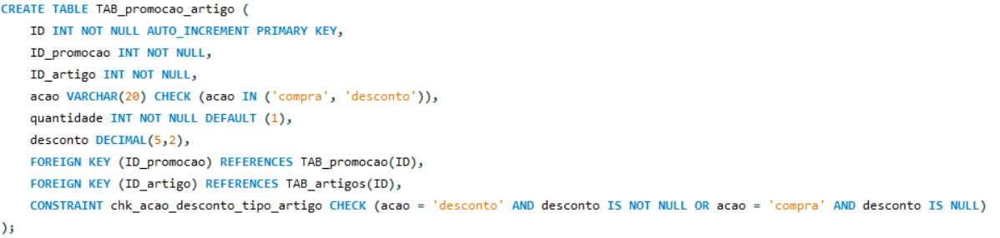 CREATE TABLE TAB_promocao_artigo (
    ID INT NOT NULL AUTO_INCREMENT PRIMARY KEY,
    ID_promocao INT NOT NULL,
    ID_artigo INT NOT NULL,
    acao VARCHAR(20) CHECK (acao IN ('compra', 'desconto')),
    quantidade INT NOT NULL DEFAULT (1),
    desconto DECIMAL(5,2),
    FOREIGN KEY (ID_promocao) REFERENCES TAB_promocao(ID),
    FOREIGN KEY (ID_artigo) REFERENCES TAB_artigos(ID),
    CONSTRAINT chk_acao_desconto_tipo_artigo CHECK (acao = 'desconto' AND desconto IS NOT NULL OR acao = 'compra' AND desconto IS NULL)
);